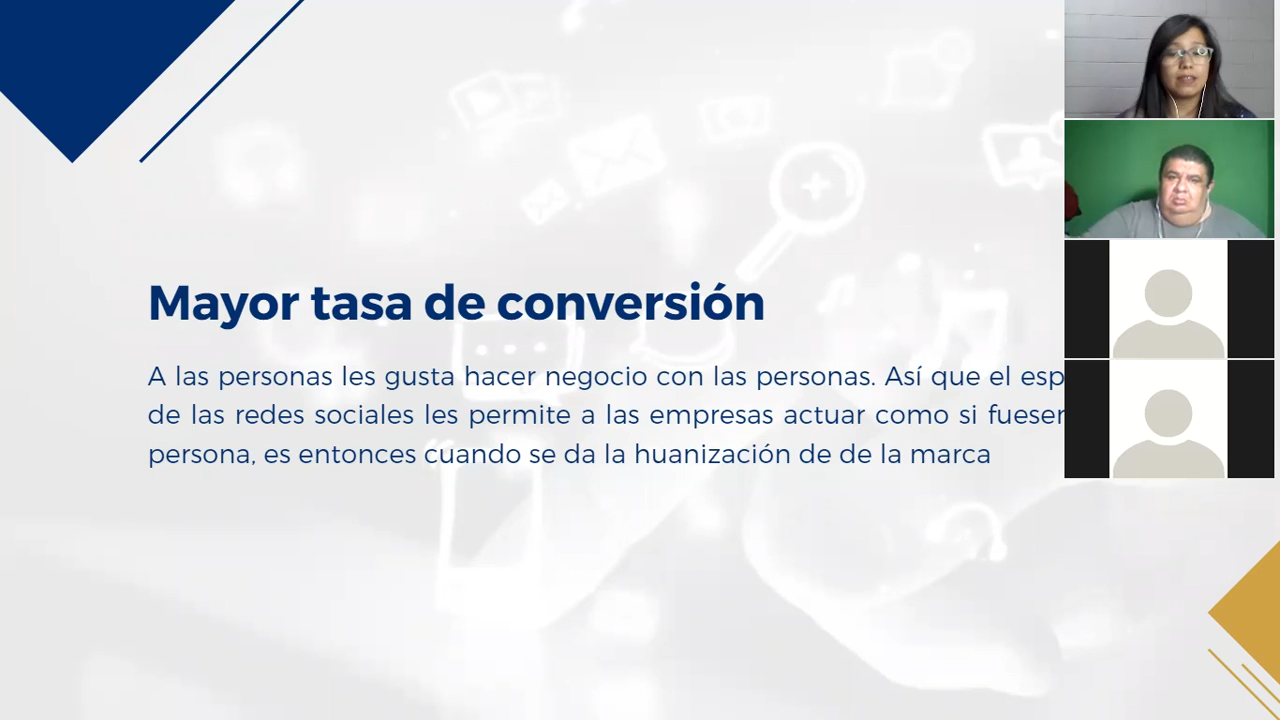 Mayor tasa de conversión
A las personas les gusta hacer negocio con las personas. Así que el
de las redes sociales les permite a las empresas actuar como si
persona, es entonces cuando se da la huanización de de la marca